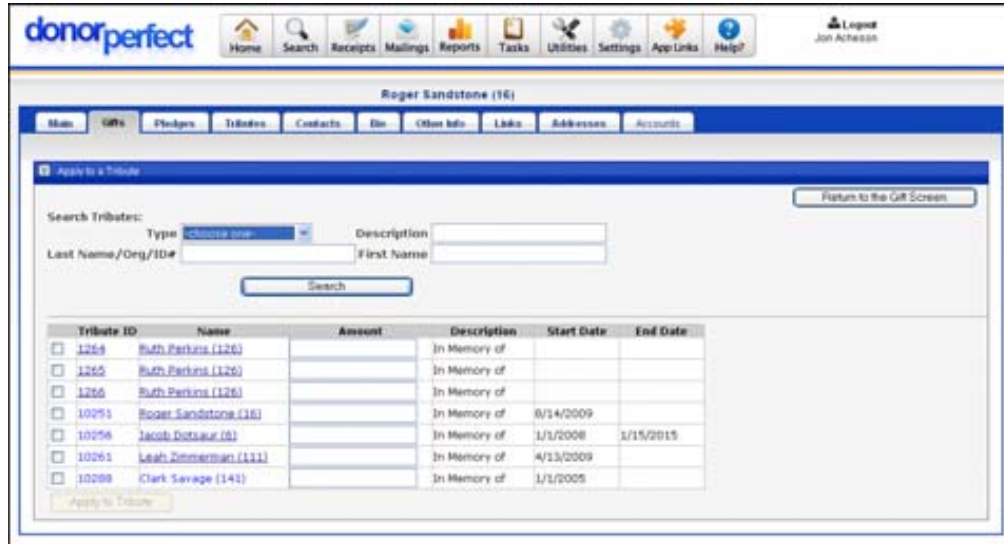 donorperfect
Home Search Receipts Mailings Reports Tasks Utilities Settings App Links Help?
Logout
Jon Acheson
Roger Sandstone (16)
Main Gifts Pledges Tributes Contacts Bio Other Info Links Addresses Accounts
Apply to a Tribute
Return to the Gift Screen
Search Tributes:
Type -choose one- Description
Last Name/Org/ID# First Name
Search
Tribute ID Name Amount Description Start Date End Date
1264 Ruth Perkins (126) In Memory of
1265 Ruth Perkins (126) In Memory of
1266 Ruth Perkins (126) In Memory of
10251 Roger Sandstone (16) In Memory of 8/14/2009
10256 Jacob Dotsaur (6) In Memory of 1/1/2008 1/15/2015
10261 Leah Zimmerman (111) In Memory of 4/13/2009
10288 Clark Savage (141) In Memory of 1/1/2005
Apply to Tribute